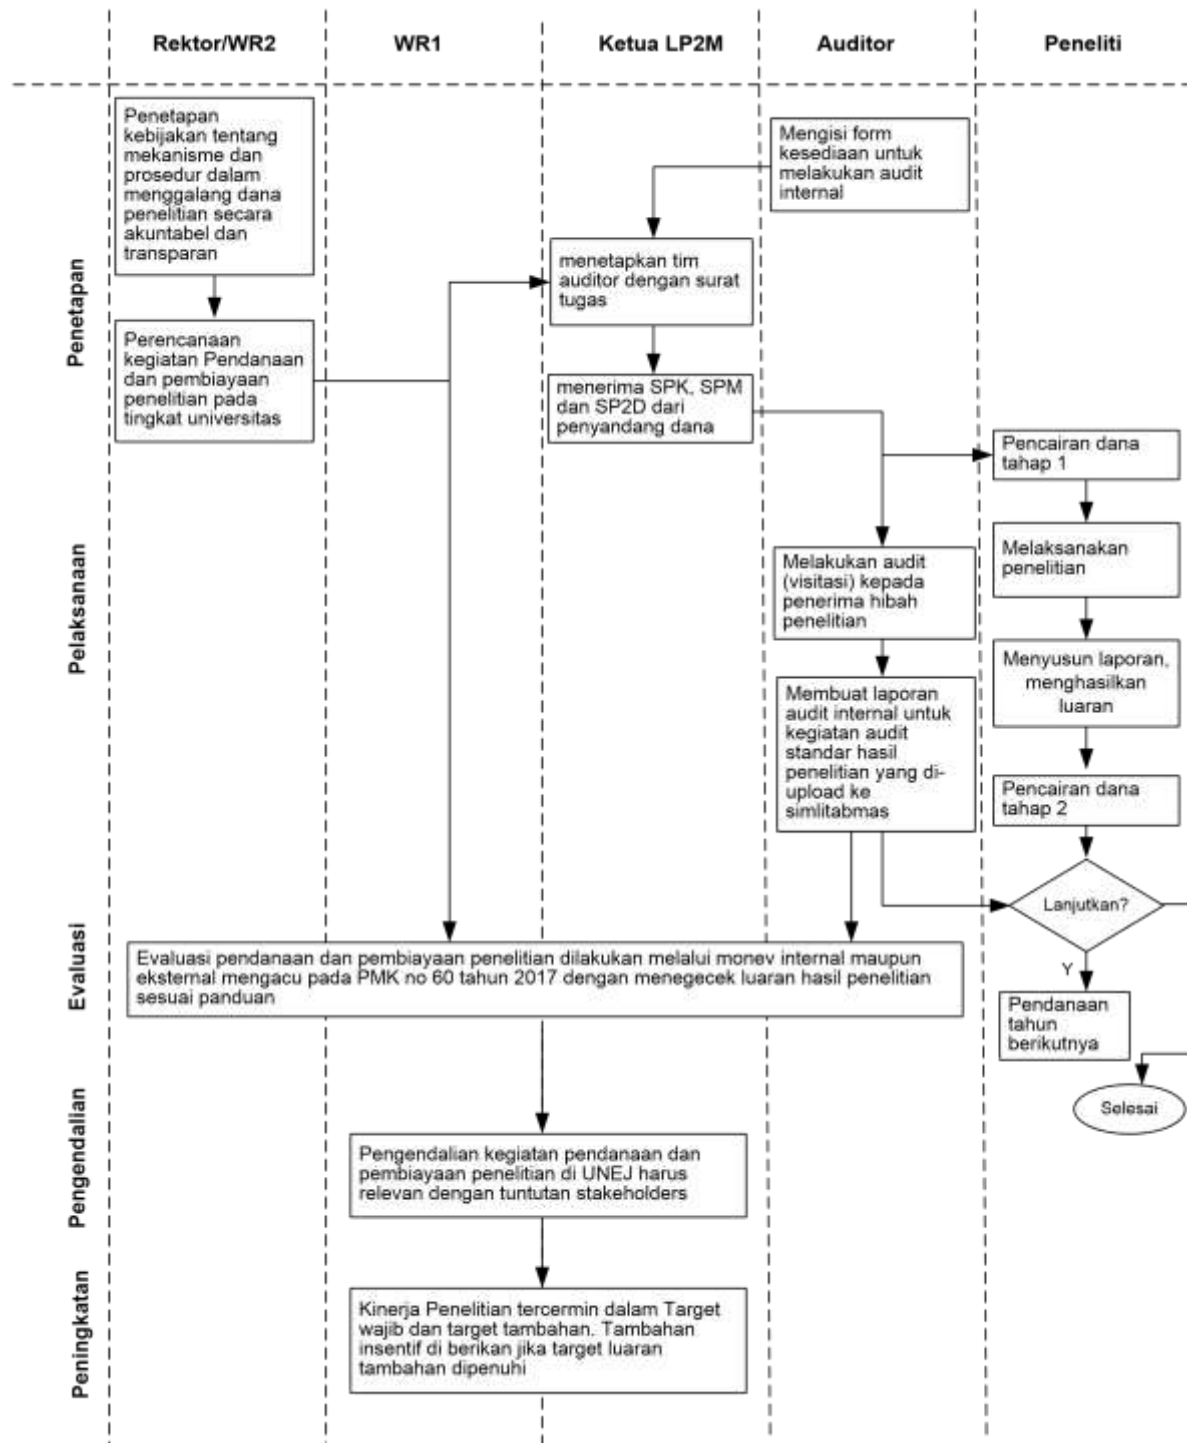 Rektor/WR2
WR1
Ketua LP2M
Auditor
Peneliti
Penetapan
Penetapan
kebijakan tentang
mekanisme dan
prosedur dalam
menggalang dana
penelitian secara
akuntabel dan
transparan
Mengisi form
kesediaan untuk
melakukan audit
internal
menetapkan tim
auditor dengan surat
tugas
Perencanaan
kegiatan Pendanaan
dan pembiayaan
penelitian pada
tingkat universitas
menerima SPK, SPM
dan SP2D dari
penyandang dana
Pelaksanaan
Pencairan dana
tahap 1
Melaksanakan
penelitian
Melakukan audit
(visitasi) kepada
penerima hibah
penelitian
Menyusun laporan,
menghasilkan
luaran
Membuat laporan
audit internal untuk
kegiatan audit
standar hasil
penelitian yang di-
upload ke
simlitabmas
Pencairan dana
tahap 2
Lanjutkan?
Y
Evaluasi
Evaluasi pendanaan dan pembiayaan penelitian dilakukan melalui monev internal maupun
eksternal mengacu pada PMK no 60 tahun 2017 dengan menegecek luaran hasil penelitian
sesuai panduan
Pendanaan
tahun
berikutnya
Selesai
Pengendalian
Pengendalian kegiatan pendanaan dan
pembiayaan penelitian di UNEJ harus
relevan dengan tuntutan stakeholders
Peningkatan
Kinerja Penelitian tercermin dalam Target
wajib dan target tambahan. Tambahan
insentif di berikan jika target luaran
tambahan dipenuhi